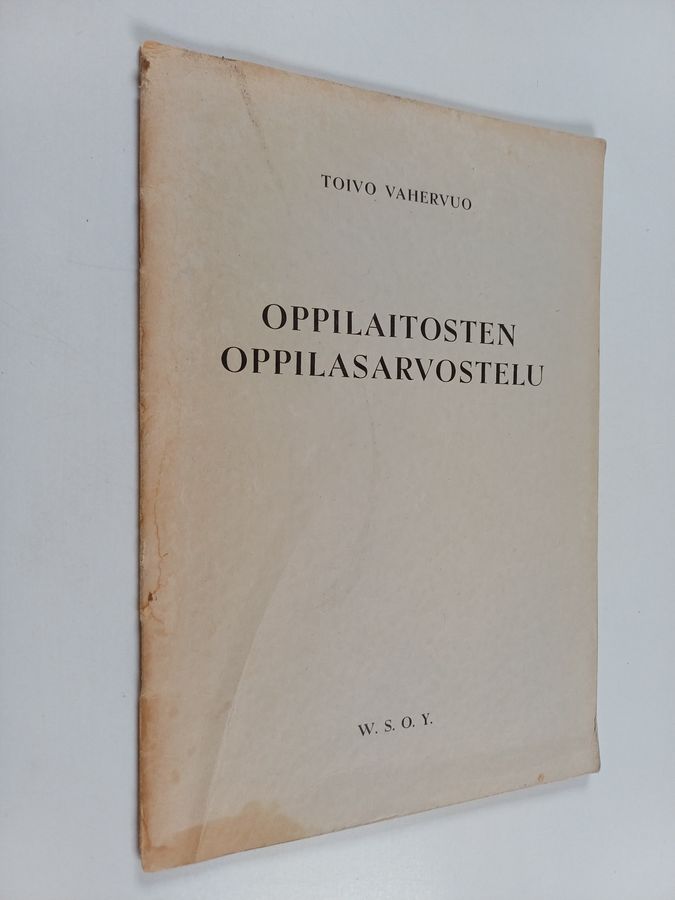 TOIVO VAHERVUO
OPPILAITOSTEN
OPPILASARVOSTELU
W. S. O. Y.